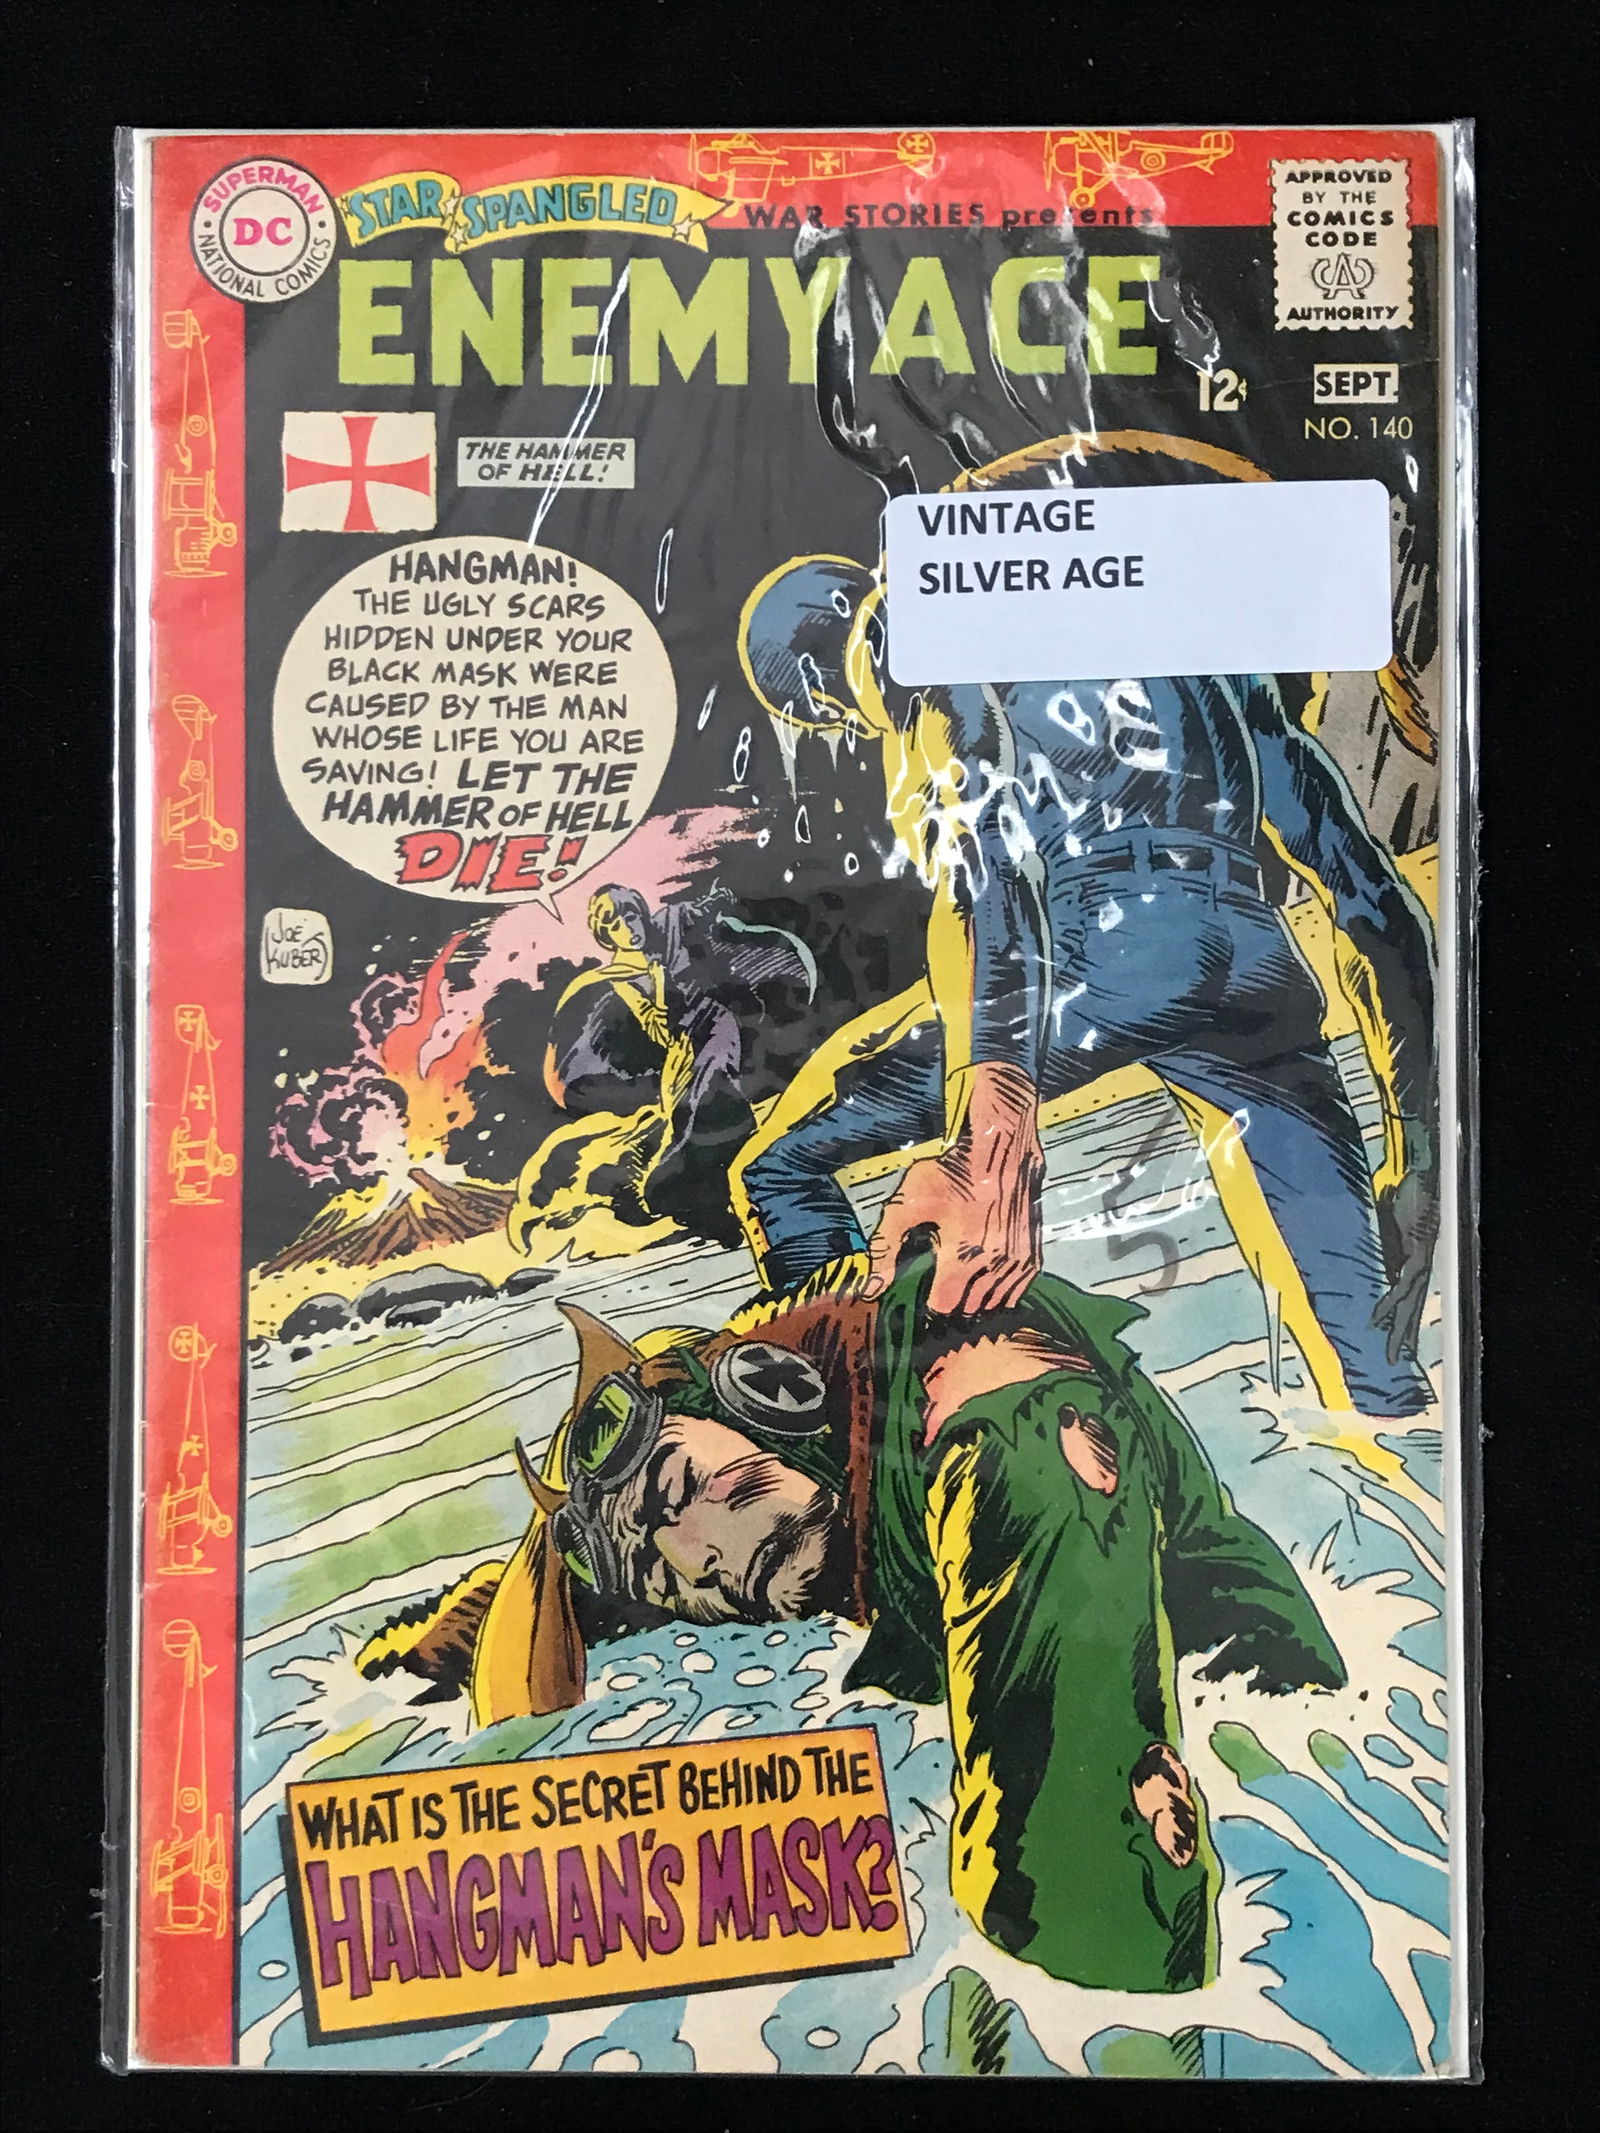 SUPERMAN
DC
NATIONAL COMICS
STAR SPANGLED
WAR STORIES presents
ENEMY ACE
APPROVED
BY THE
COMICS
CODE
CA
AUTHORITY
12¢
SEPT.
NO. 140
THE HAMMER
OF HELL!
VINTAGE
SILVER AGE
HANGMAN!
THE UGLY SCARS
HIDDEN UNDER YOUR
BLACK MASK WERE
CAUSED BY THE MAN
WHOSE LIFE YOU ARE
SAVING! LET THE
HAMMER OF HELL
DIE!
JOE
KUBERT
5
WHAT IS THE SECRET BEHIND THE
HANGMAN'S MASK?